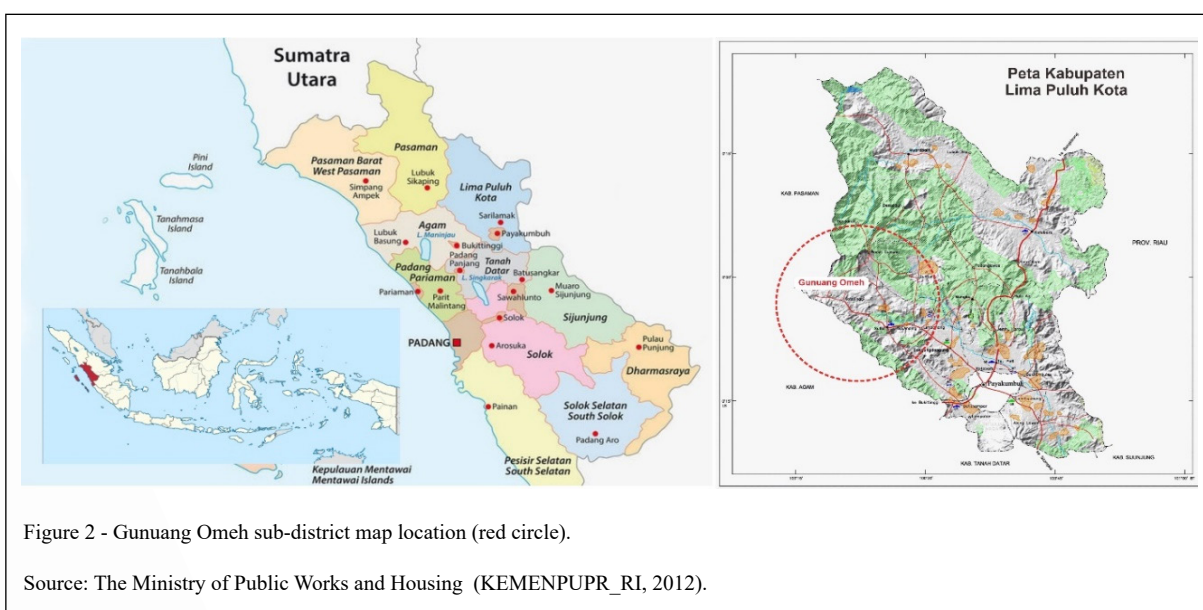 Sumatra
Utara
Pini
Island
Tanahmasa
Island
Tanahbala
Island
Pasaman
Pasaman Barat
West Pasaman
Lubuk
Sikaping
Simpang
Ampek
Lima Puluh
Kota
Sarilamak
Payakumbuh
Agam
L. Maninjau
Lubuk
Basung
Bukittinggi
Padang
Panjang
Tanah
Datar
Batusangkar
L. Singkarak
Padang
Pariaman
Pariaman
Parit
Malintang
Sawahlunto
Muaro
Sijunjung
Sijunjung
Solok
PADANG
Arosuka
Solok
Pulau
Punjung
Dharmasraya
Painan
Solok Selatan
South Solok
Padang Aro
Pesisir Selatan
South Selatan
Kepulauan Mentawai
Mentawai Islands
Peta Kabupaten
Lima Puluh Kota
KAB. PASAMAN
PROV. RIAU
Gunuang Omeh
KAB. AGAM
Payakumbuh
KAB. TANAH DATAR
KAB. SIJUNJUNG
Figure 2 - Gunuang Omeh sub-district map location (red circle).
Source: The Ministry of Public Works and Housing (KEMENPUPR_RI, 2012).